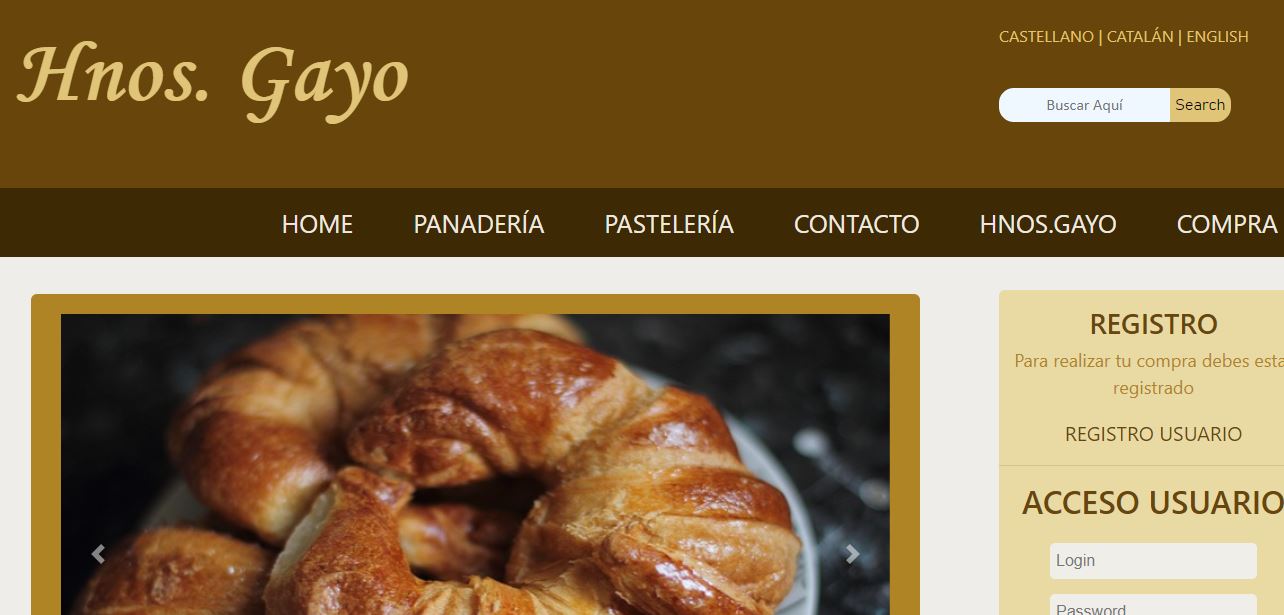 Hnos. Gayo
CASTELLANO | CATALÁN | ENGLISH
Buscar Aquí
Search
HOME PANADERÍA PASTELERÍA CONTACTO HNOS.GAYO COMPRA
REGISTRO
Para realizar tu compra debes esta
registrado
REGISTRO USUARIO
ACCESO USUARIO
Login
Password